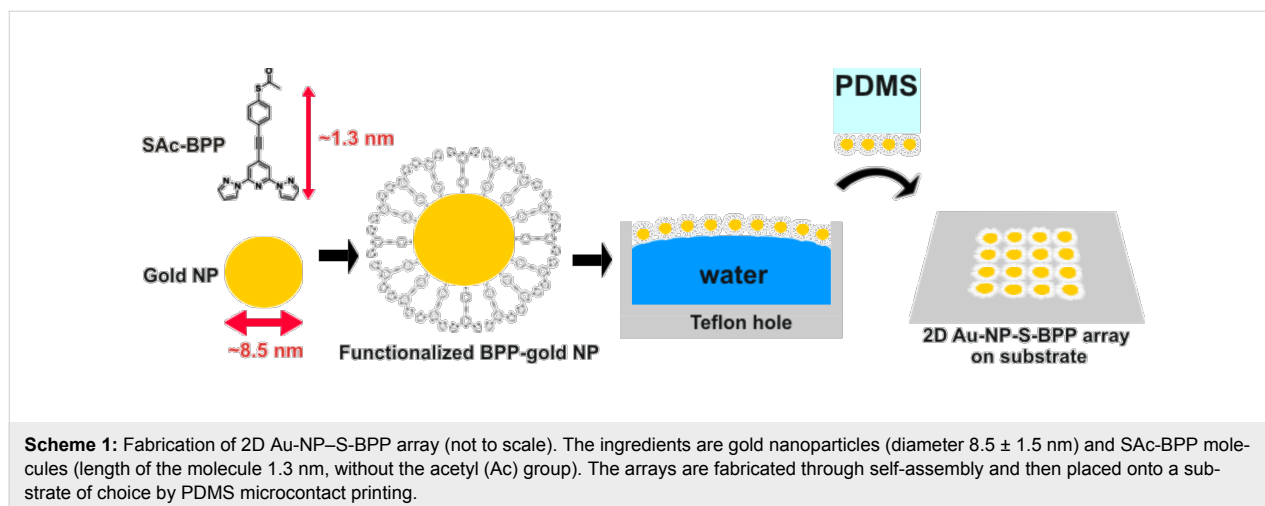 O
S
SAc-BPP
~1.3 nm
N N N N N
Gold NP
~8.5 nm
Functionalized BPP-gold NP
water
Teflon hole
PDMS
2D Au-NP-S-BPP array
on substrate
Scheme 1: Fabrication of 2D Au-NP–S-BPP array (not to scale). The ingredients are gold nanoparticles (diameter 8.5 ± 1.5 nm) and SAc-BPP mole-
cules (length of the molecule 1.3 nm, without the acetyl (Ac) group). The arrays are fabricated through self-assembly and then placed onto a sub-
strate of choice by PDMS microcontact printing.